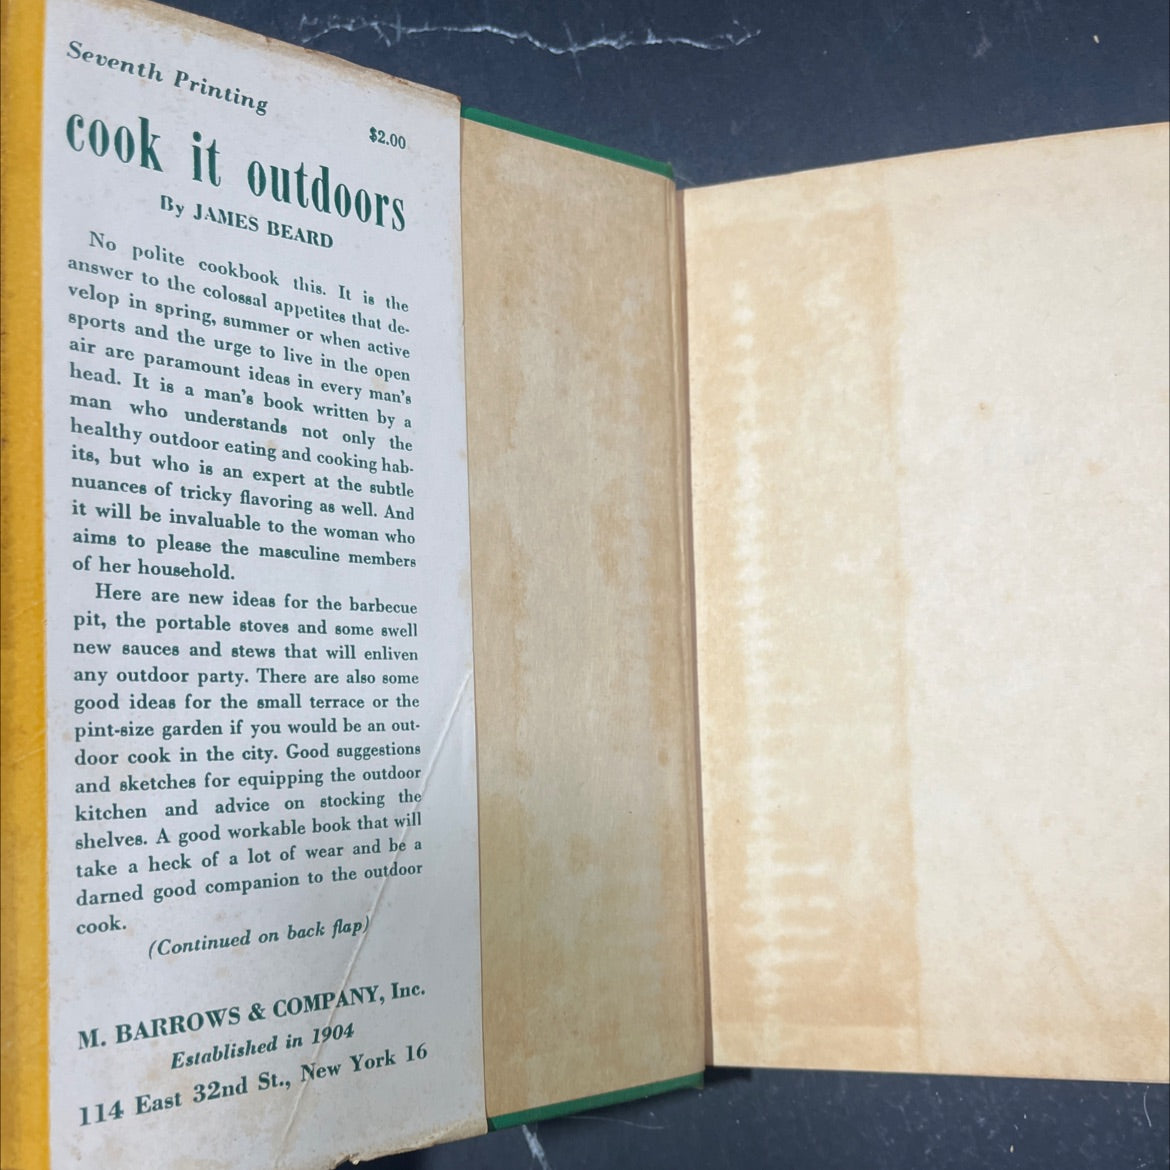 Seventh Printing
$2.00
cook it outdoors
By JAMES BEARD
No polite cookbook this. It is the
answer to the colossal appetites that de-
velop in spring, summer or when active
sports and the urge to live in the open
air are paramount ideas in every man's
head. It is a man's book written by a
man who understands not only the
healthy outdoor eating and cooking hab-
its, but who is an expert at the subtle
nuances of tricky flavoring as well. And
it will be invaluable to the woman who
aims to please the masculine members
of her household.
Here are new ideas for the barbecue
pit, the portable stoves and some swell
new sauces and stews that will enliven
any outdoor party. There are also some
good ideas for the small terrace or the
pint-size garden if you would be an out-
door cook in the city. Good suggestions
and sketches for equipping the outdoor
kitchen and advice on stocking the
shelves. A good workable book that will
take a heck of a lot of wear and be a
darned good companion to the outdoor
cook.
(Continued on back flap)
M. BARROWS & COMPANY, Inc.
Established in 1904
114 East 32nd St., New York 16